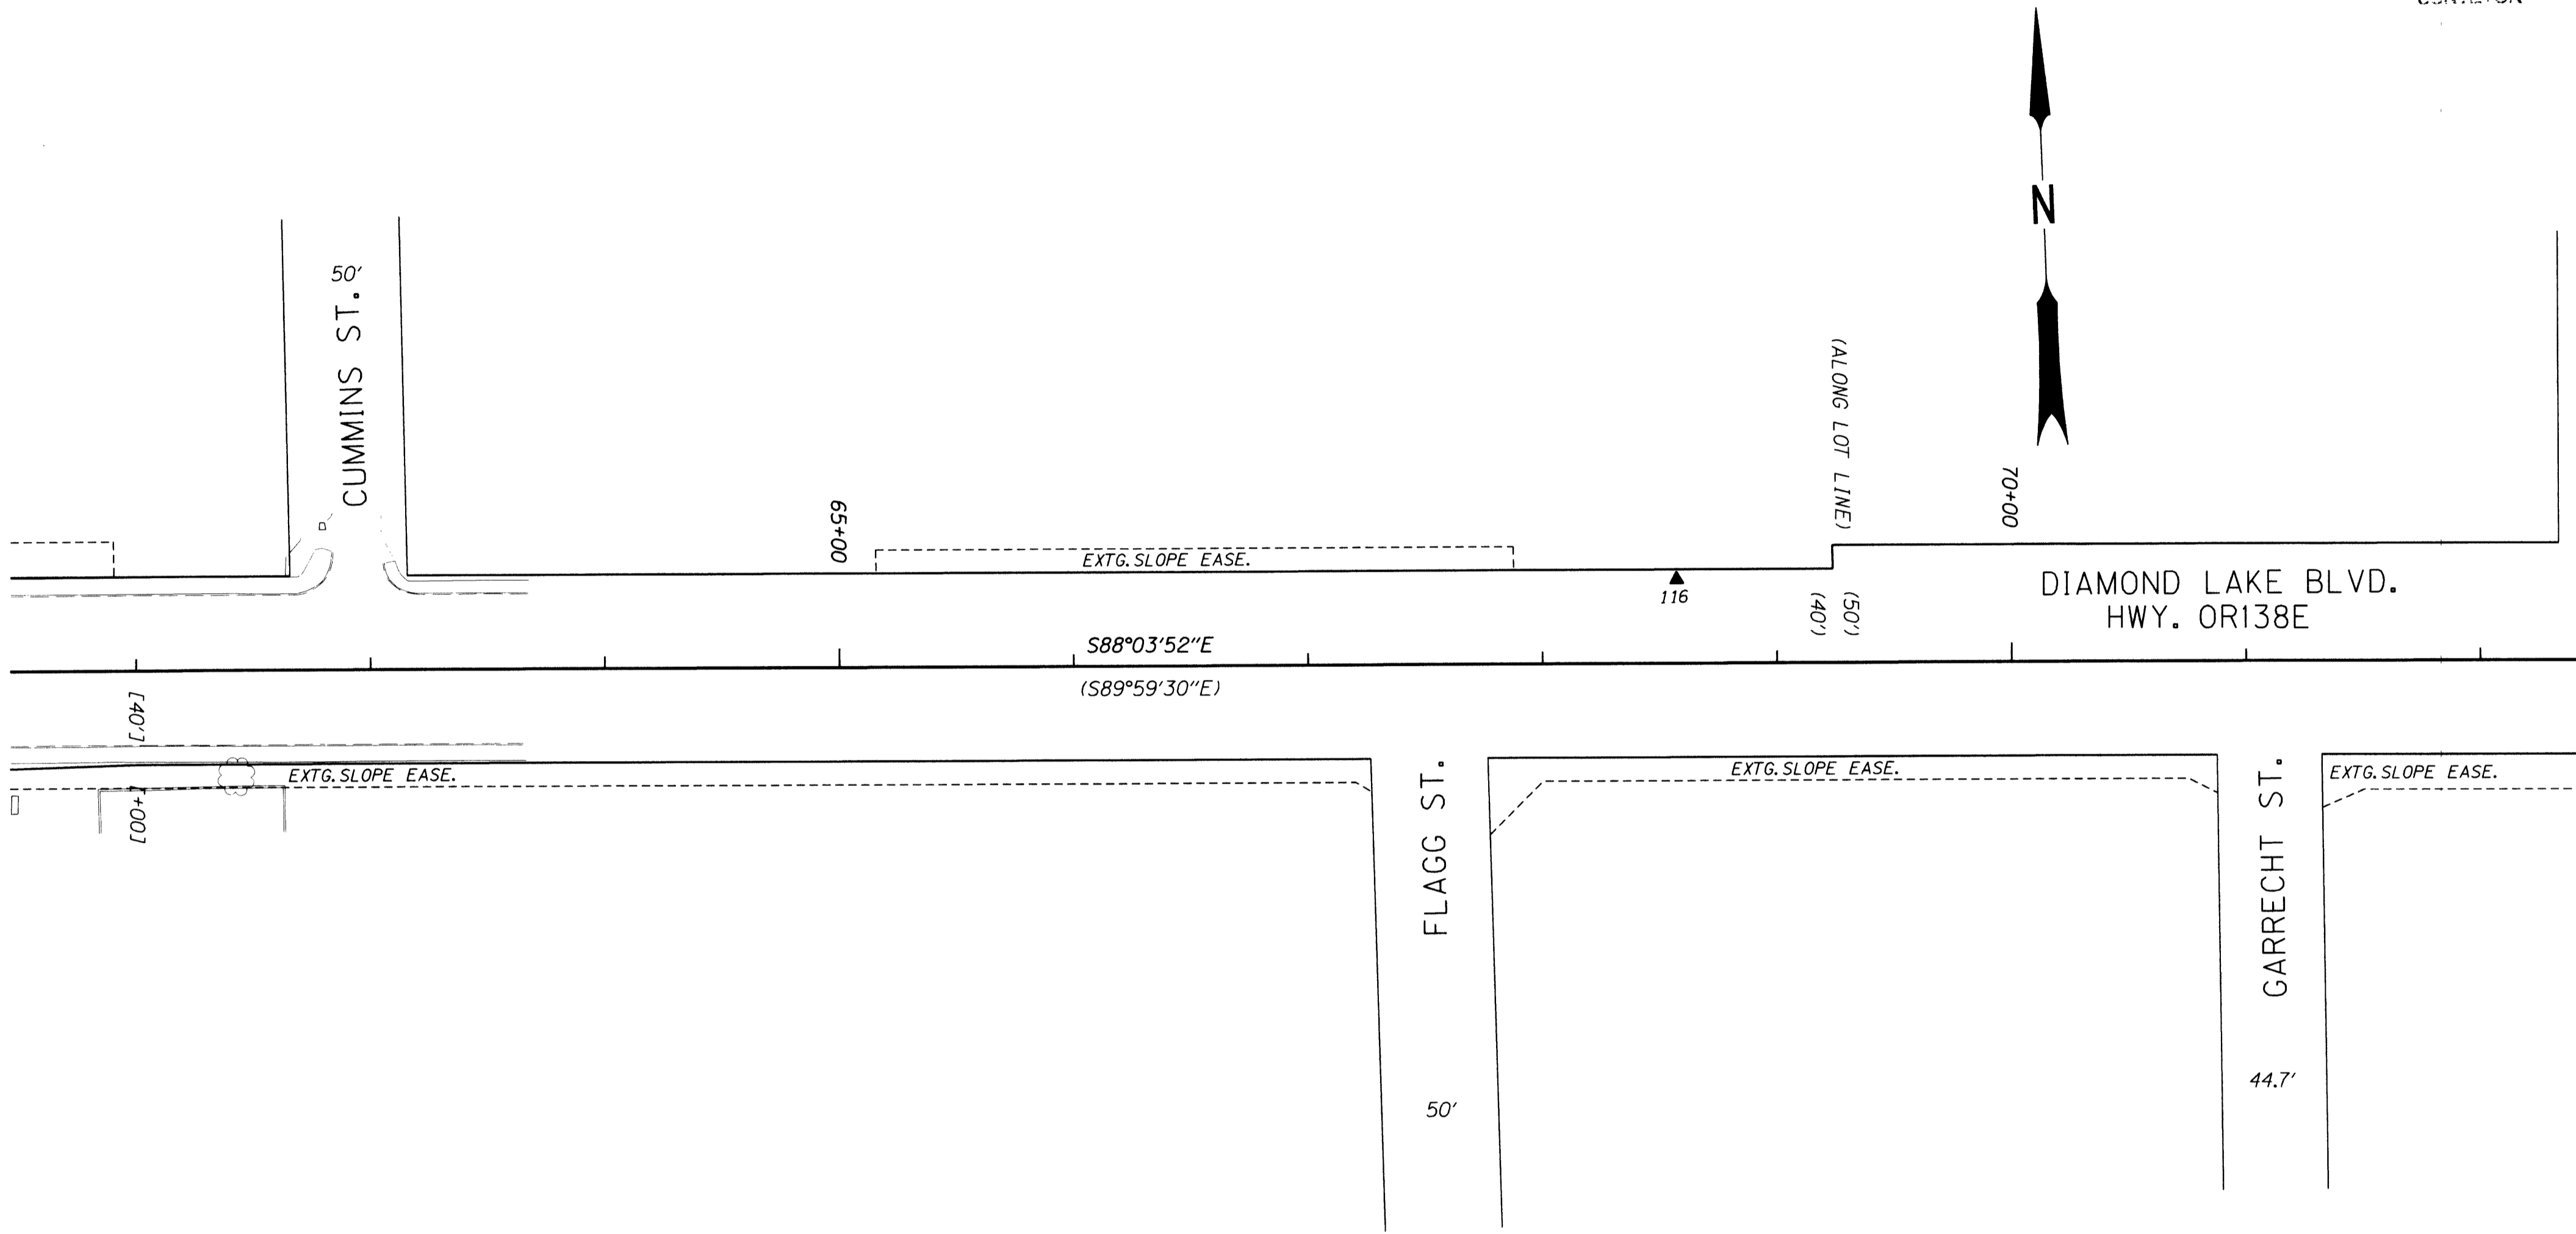 N
50'
CUMMINS ST.
(ALONG LOT LINE)
65+00
70+00
EXTG. SLOPE EASE.
116
(40')
(50')
DIAMOND LAKE BLVD.
HWY. OR138E
S88°03'52"E
(S89°59'30"E)
[40']
[+00]
EXTG. SLOPE EASE.
FLAGG ST.
50'
EXTG. SLOPE EASE.
GARRECHT ST.
44.7'
EXTG. SLOPE EASE.